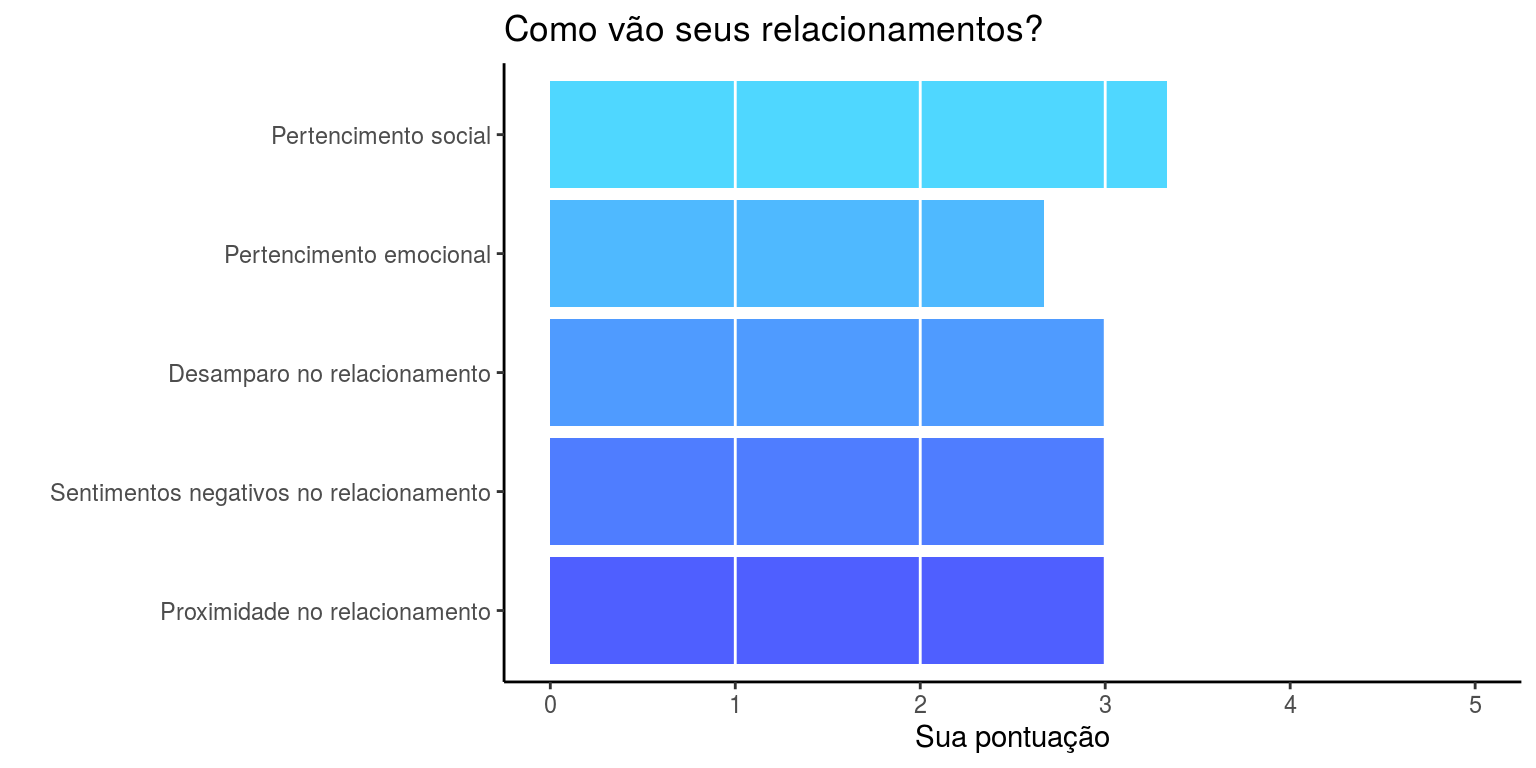 Como vão seus relacionamentos?
Pertencimento social
Pertencimento emocional
Desamparo no relacionamento
Sentimentos negativos no relacionamento
Proximidade no relacionamento
0 1 2 3 4 5
Sua pontuação